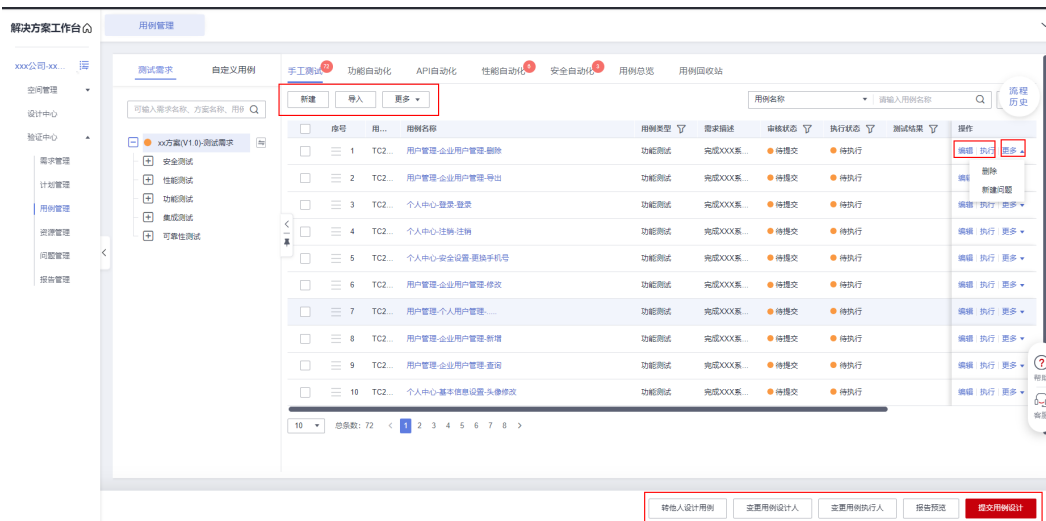 解决方案工作台
用例管理
xxx公司-xx...
空间管理
设计中心
验证中心
需求管理
计划管理
用例管理
资源管理
问题管理
报告管理
测试需求 自定义用例
可输入需求名称、方案名称、用例
xx方案(V1.0)-测试需求
安全测试
性能测试
功能测试
集成测试
可靠性测试
手工测试 72 功能自动化 API自动化 性能自动化 安全自动化 用例总览 用例回收站
新建 导入 更多 用例名称 请输入用例名称
流程
历史
序号 用... 用例名称 用例类型 需求描述 审核状态 执行状态 测试结果 操作
1 TC2... 用户管理-企业用户管理-删除 功能测试 完成XXX系... 待提交 待执行 编辑 执行 更多
删除
新建问题
2 TC2... 用户管理-企业用户管理-导出 功能测试 完成XXX系... 待提交 待执行
3 TC2... 个人中心-登录-登录 功能测试 完成XXX系... 待提交 待执行 编辑 执行 更多
4 TC2... 个人中心-注销-注销 功能测试 完成XXX系... 待提交 待执行 编辑 执行 更多
5 TC2... 个人中心-安全设置-更换手机号 功能测试 完成XXX系... 待提交 待执行 编辑 执行 更多
6 TC2... 用户管理-企业用户管理-修改 功能测试 完成XXX系... 待提交 待执行 编辑 执行 更多
7 TC2... 用户管理-个人用户管理-..... 功能测试 完成XXX系... 待提交 待执行 编辑 执行 更多
8 TC2... 用户管理-企业用户管理-新增 功能测试 完成XXX系... 待提交 待执行 编辑 执行 更多
9 TC2... 用户管理-企业用户管理-查询 功能测试 完成XXX系... 待提交 待执行 编辑 执行 更多
10 TC2... 个人中心-基本信息设置-头像修改 功能测试 完成XXX系... 待提交 待执行 编辑 执行 更多
10 总条数: 72 < 1 2 3 4 5 6 7 8 >
转他人设计用例 变更用例设计人 变更用例执行人 报告预览 提交用例设计